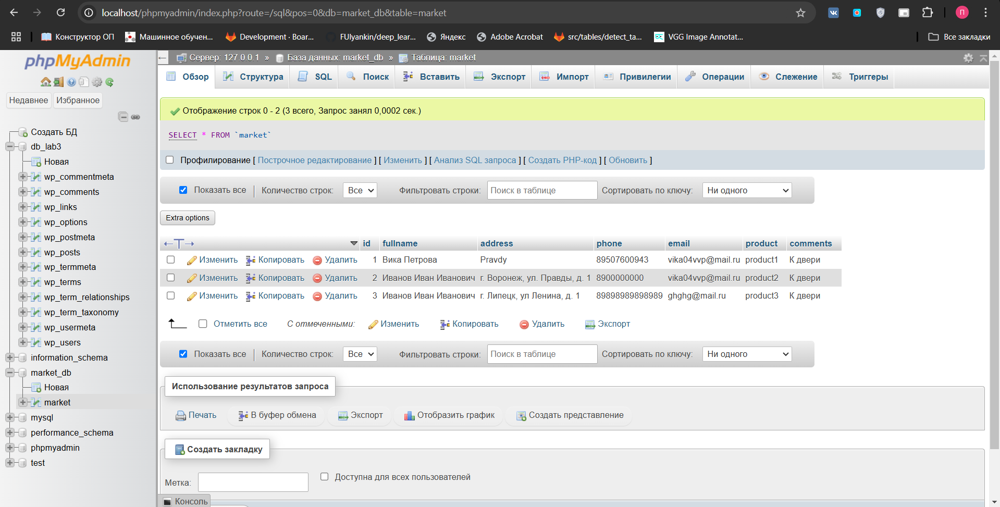 localhost/phpmyadmin/index.php?route=/sql&pos=0&db=market_db&table=market
Конструктор ОП Машинное обучен... Development · Boar... FUlyankin/deep_lear... Яндекс Adobe Acrobat src/tables/detect_ta... VGG Image Annotat... Все закладки
phpMyAdmin
Недавнее Избранное
Создать БД
db_lab3
Новая
wp_commentmeta
wp_comments
wp_links
wp_options
wp_postmeta
wp_posts
wp_termmeta
wp_terms
wp_term_relationships
wp_term_taxonomy
wp_usermeta
wp_users
information_schema
market_db
Новая
market
mysql
performance_schema
phpmyadmin
test
Сервер: 127.0.0.1 » База данных: market_db » Таблица: market
Обзор Структура SQL Поиск Вставить Экспорт Импорт Привилегии Операции Слежение Триггеры
Отображение строк 0 - 2 (3 всего, Запрос занял 0,0002 сек.)
SELECT * FROM `market`
Профилирование [ Построчное редактирование ] [ Изменить ] [ Анализ SQL запроса ] [ Создать PHP-код ] [ Обновить ]
Показать все | Количество строк: Все Фильтровать строки: Поиск в таблице Сортировать по ключу: Ни одного
Extra options
←T→ id fullname address phone email product comments
Изменить Копировать Удалить 1 Вика Петрова Pravdy 89507600943 vika04vvp@mail.ru product1 К двери
Изменить Копировать Удалить 2 Иванов Иван Иванович г. Воронеж, ул. Правды, д. 1 8900000000 vika04vvp@mail.ru product2 К двери
Изменить Копировать Удалить 3 Иванов Иван Иванович г. Липецк, ул Ленина, д. 1 89898989898989 ghghg@mail.ru product3 К двери
Отметить все С отмеченными: Изменить Копировать Удалить Экспорт
Показать все | Количество строк: Все Фильтровать строки: Поиск в таблице Сортировать по ключу: Ни одного
Использование результатов запроса
Печать В буфер обмена Экспорт Отобразить график Создать представление
Создать закладку
Метка: Доступна для всех пользователей
Консоль